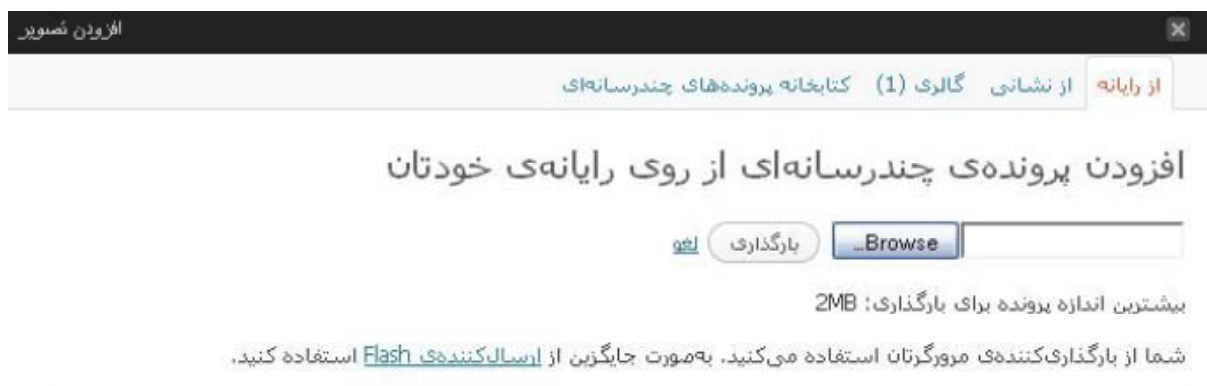 افزودن تصویر
از رایانه از نشانی گالری (1) کتابخانه پرونده‌های چندرسانه‌ای
افزودن پرونده‌ی چندرسانه‌ای از روی رایانه‌ی خودتان
Browse... بارگذاری لغو
بیشترین اندازه پرونده برای بارگذاری: 2MB
شما از بارگذاری‌کننده‌ی مرورگرتان استفاده می‌کنید. به‌صورت جایگزین از ارسال‌کننده‌ی Flash استفاده کنید.